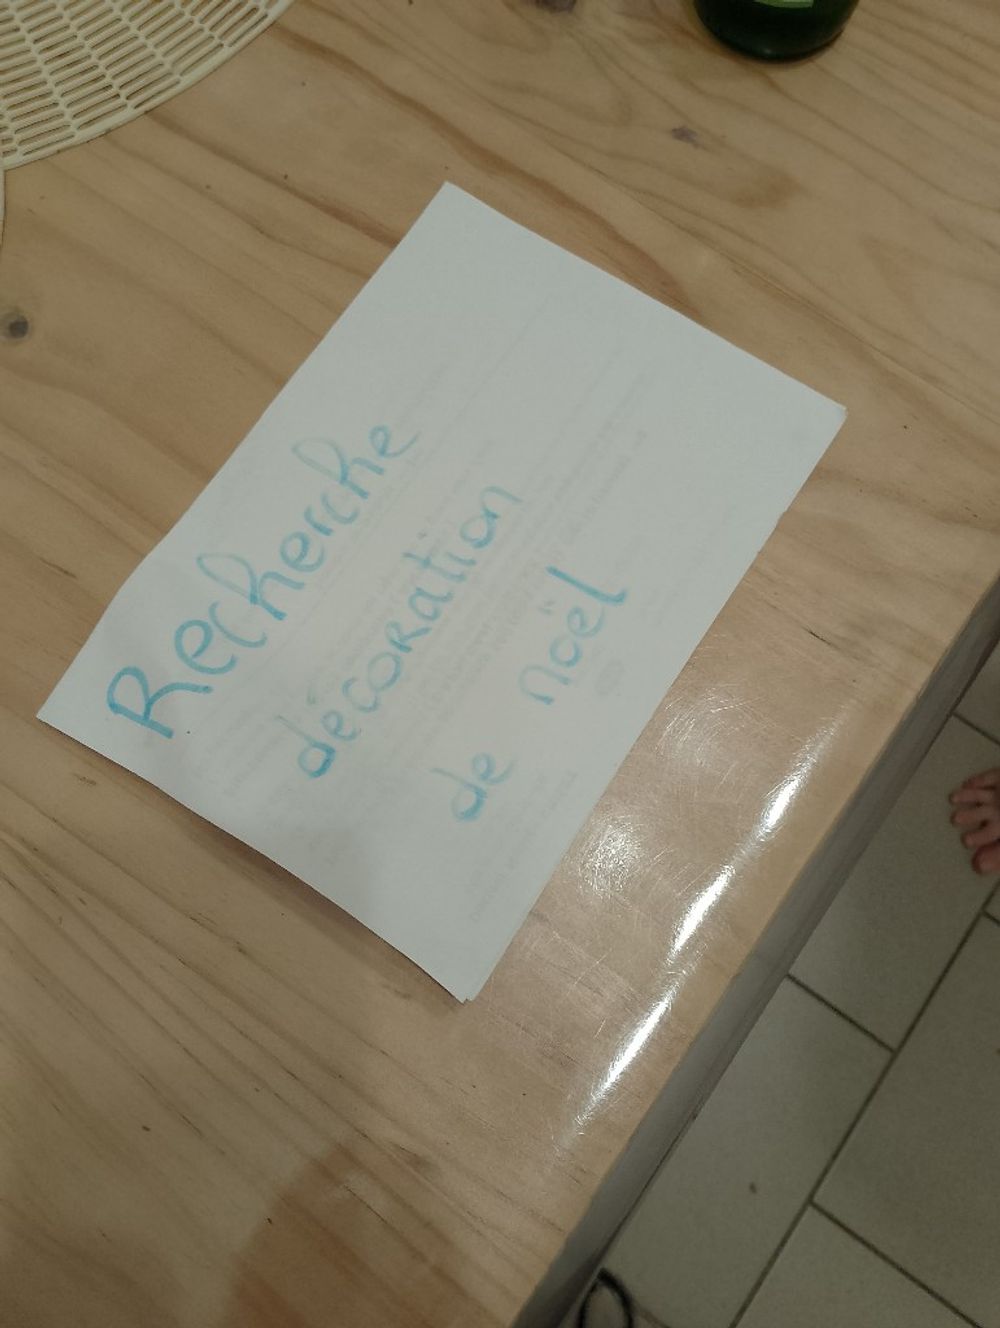 Recherche
décoration
de noël